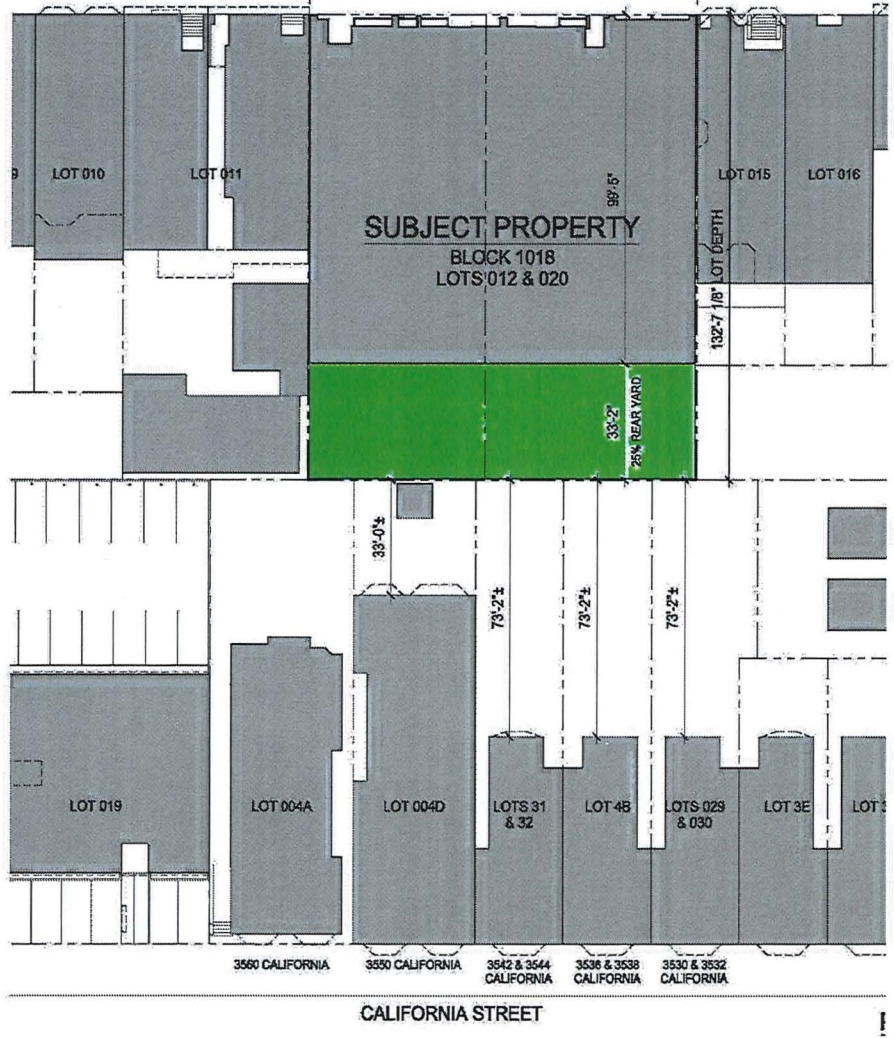 9
LOT 010
LOT 011
SUBJECT PROPERTY
BLOCK 1018
LOTS 012 & 020
99'-5"
LOT 015
LOT 016
132'-7 1/8" LOT DEPTH
33'-2"
25% REAR YARD
33'-0"±
73'-2"±
73'-2"±
73'-2"±
LOT 019
LOT 004A
LOT 004D
LOTS 31
& 32
LOT 4B
LOTS 029
& 030
LOT 3E
LOT 3
3560 CALIFORNIA
3550 CALIFORNIA
3542 & 3544
CALIFORNIA
3536 & 3538
CALIFORNIA
3530 & 3532
CALIFORNIA
CALIFORNIA STREET